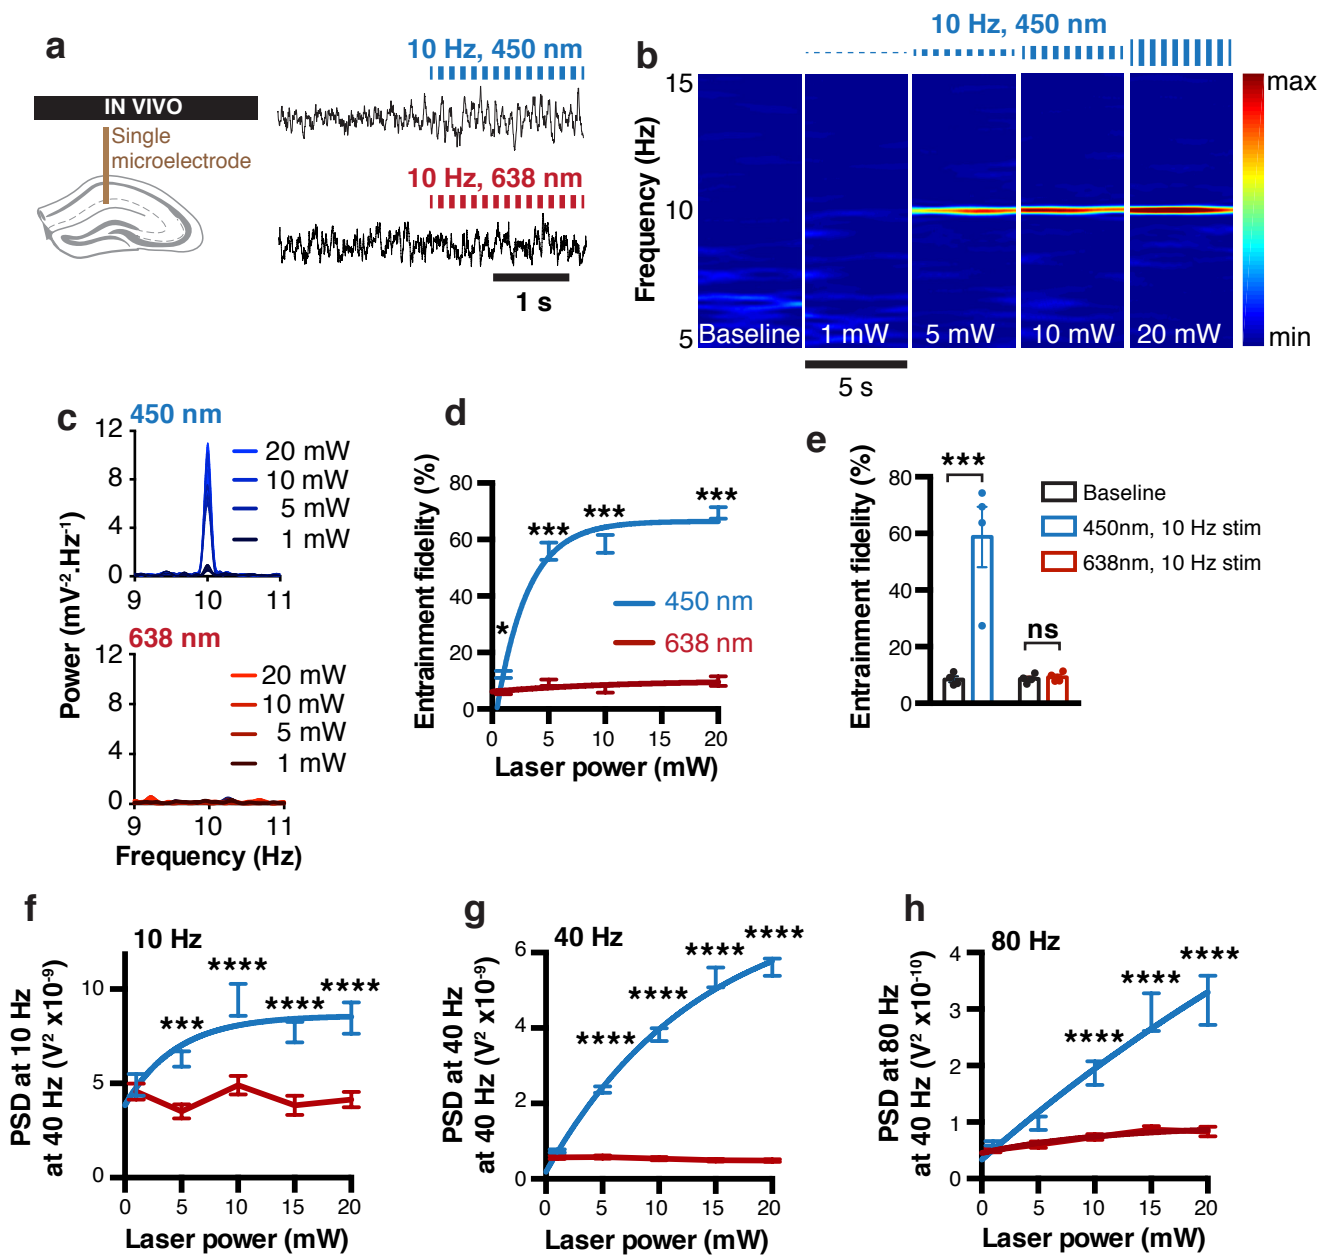 a
10 Hz, 450 nm
IN VIVO
Single
microelectrode
10 Hz, 638 nm
1 s
b
10 Hz, 450 nm
Frequency (Hz)
15
10
5
Baseline
1 mW
5 mW
10 mW
20 mW
max
min
5 s
c
450 nm
Power (mV⁻².Hz⁻¹)
12
8
4
0
9
10
11
20 mW
10 mW
5 mW
1 mW
638 nm
12
8
4
0
9
10
11
20 mW
10 mW
5 mW
1 mW
Frequency (Hz)
d
Entrainment fidelity (%)
80
60
40
20
0
*
***
***
***
450 nm
638 nm
0
5
10
15
20
Laser power (mW)
e
Entrainment fidelity (%)
80
60
40
20
0
***
ns
Baseline
450nm, 10 Hz stim
638nm, 10 Hz stim
f
10 Hz
PSD at 10 Hz
at 40 Hz (V² x10⁻⁹)
10
5
0
***
****
****
****
0
5
10
15
20
Laser power (mW)
g
40 Hz
PSD at 40 Hz
at 40 Hz (V² x10⁻⁹)
6
4
2
0
****
****
****
****
0
5
10
15
20
Laser power (mW)
h
80 Hz
PSD at 80 Hz
at 40 Hz (V² x10⁻¹⁰)
4
3
2
1
0
****
****
****
0
5
10
15
20
Laser power (mW)